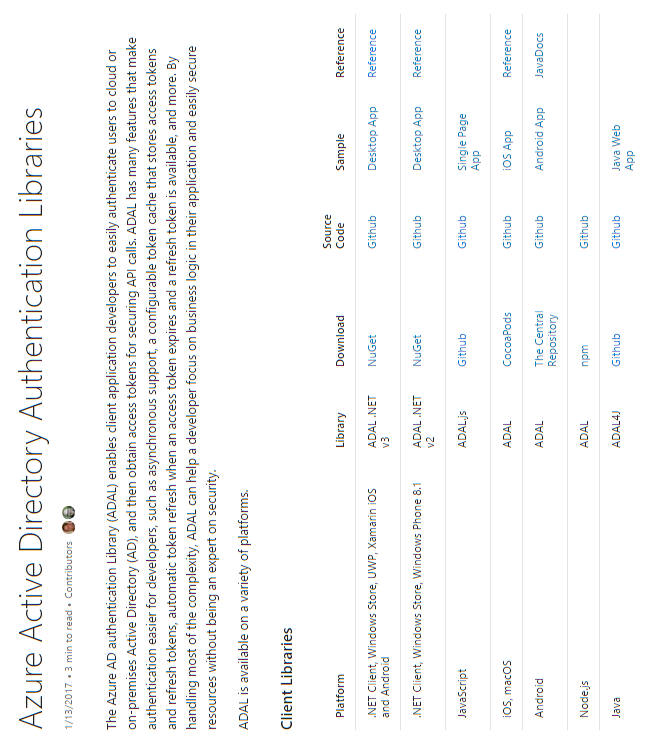 Azure Active Directory Authentication Libraries
1/13/2017 • 3 min to read • Contributors
The Azure AD authentication Library (ADAL) enables client application developers to easily authenticate users to cloud or
on-premises Active Directory (AD), and then obtain access tokens for securing API calls. ADAL has many features that make
authentication easier for developers, such as asynchronous support, a configurable token cache that stores access tokens
and refresh tokens, automatic token refresh when an access token expires and a refresh token is available, and more. By
handling most of the complexity, ADAL can help a developer focus on business logic in their application and easily secure
resources without being an expert on security.
ADAL is available on a variety of platforms.
Client Libraries
Platform Library Download Source Code Sample Reference
.NET Client, Windows Store, UWP, Xamarin iOS ADAL .NET NuGet Github Desktop App Reference
and Android v3
.NET Client, Windows Store, Windows Phone 8.1 ADAL .NET NuGet Github Desktop App Reference
v2
JavaScript ADAL.js Github Github Single Page
App
iOS, macOS ADAL CocoaPods Github iOS App Reference
Android ADAL The Central Github Android App JavaDocs
Repository
Node.js ADAL npm Github
Java ADAL4J Github Github Java Web
App